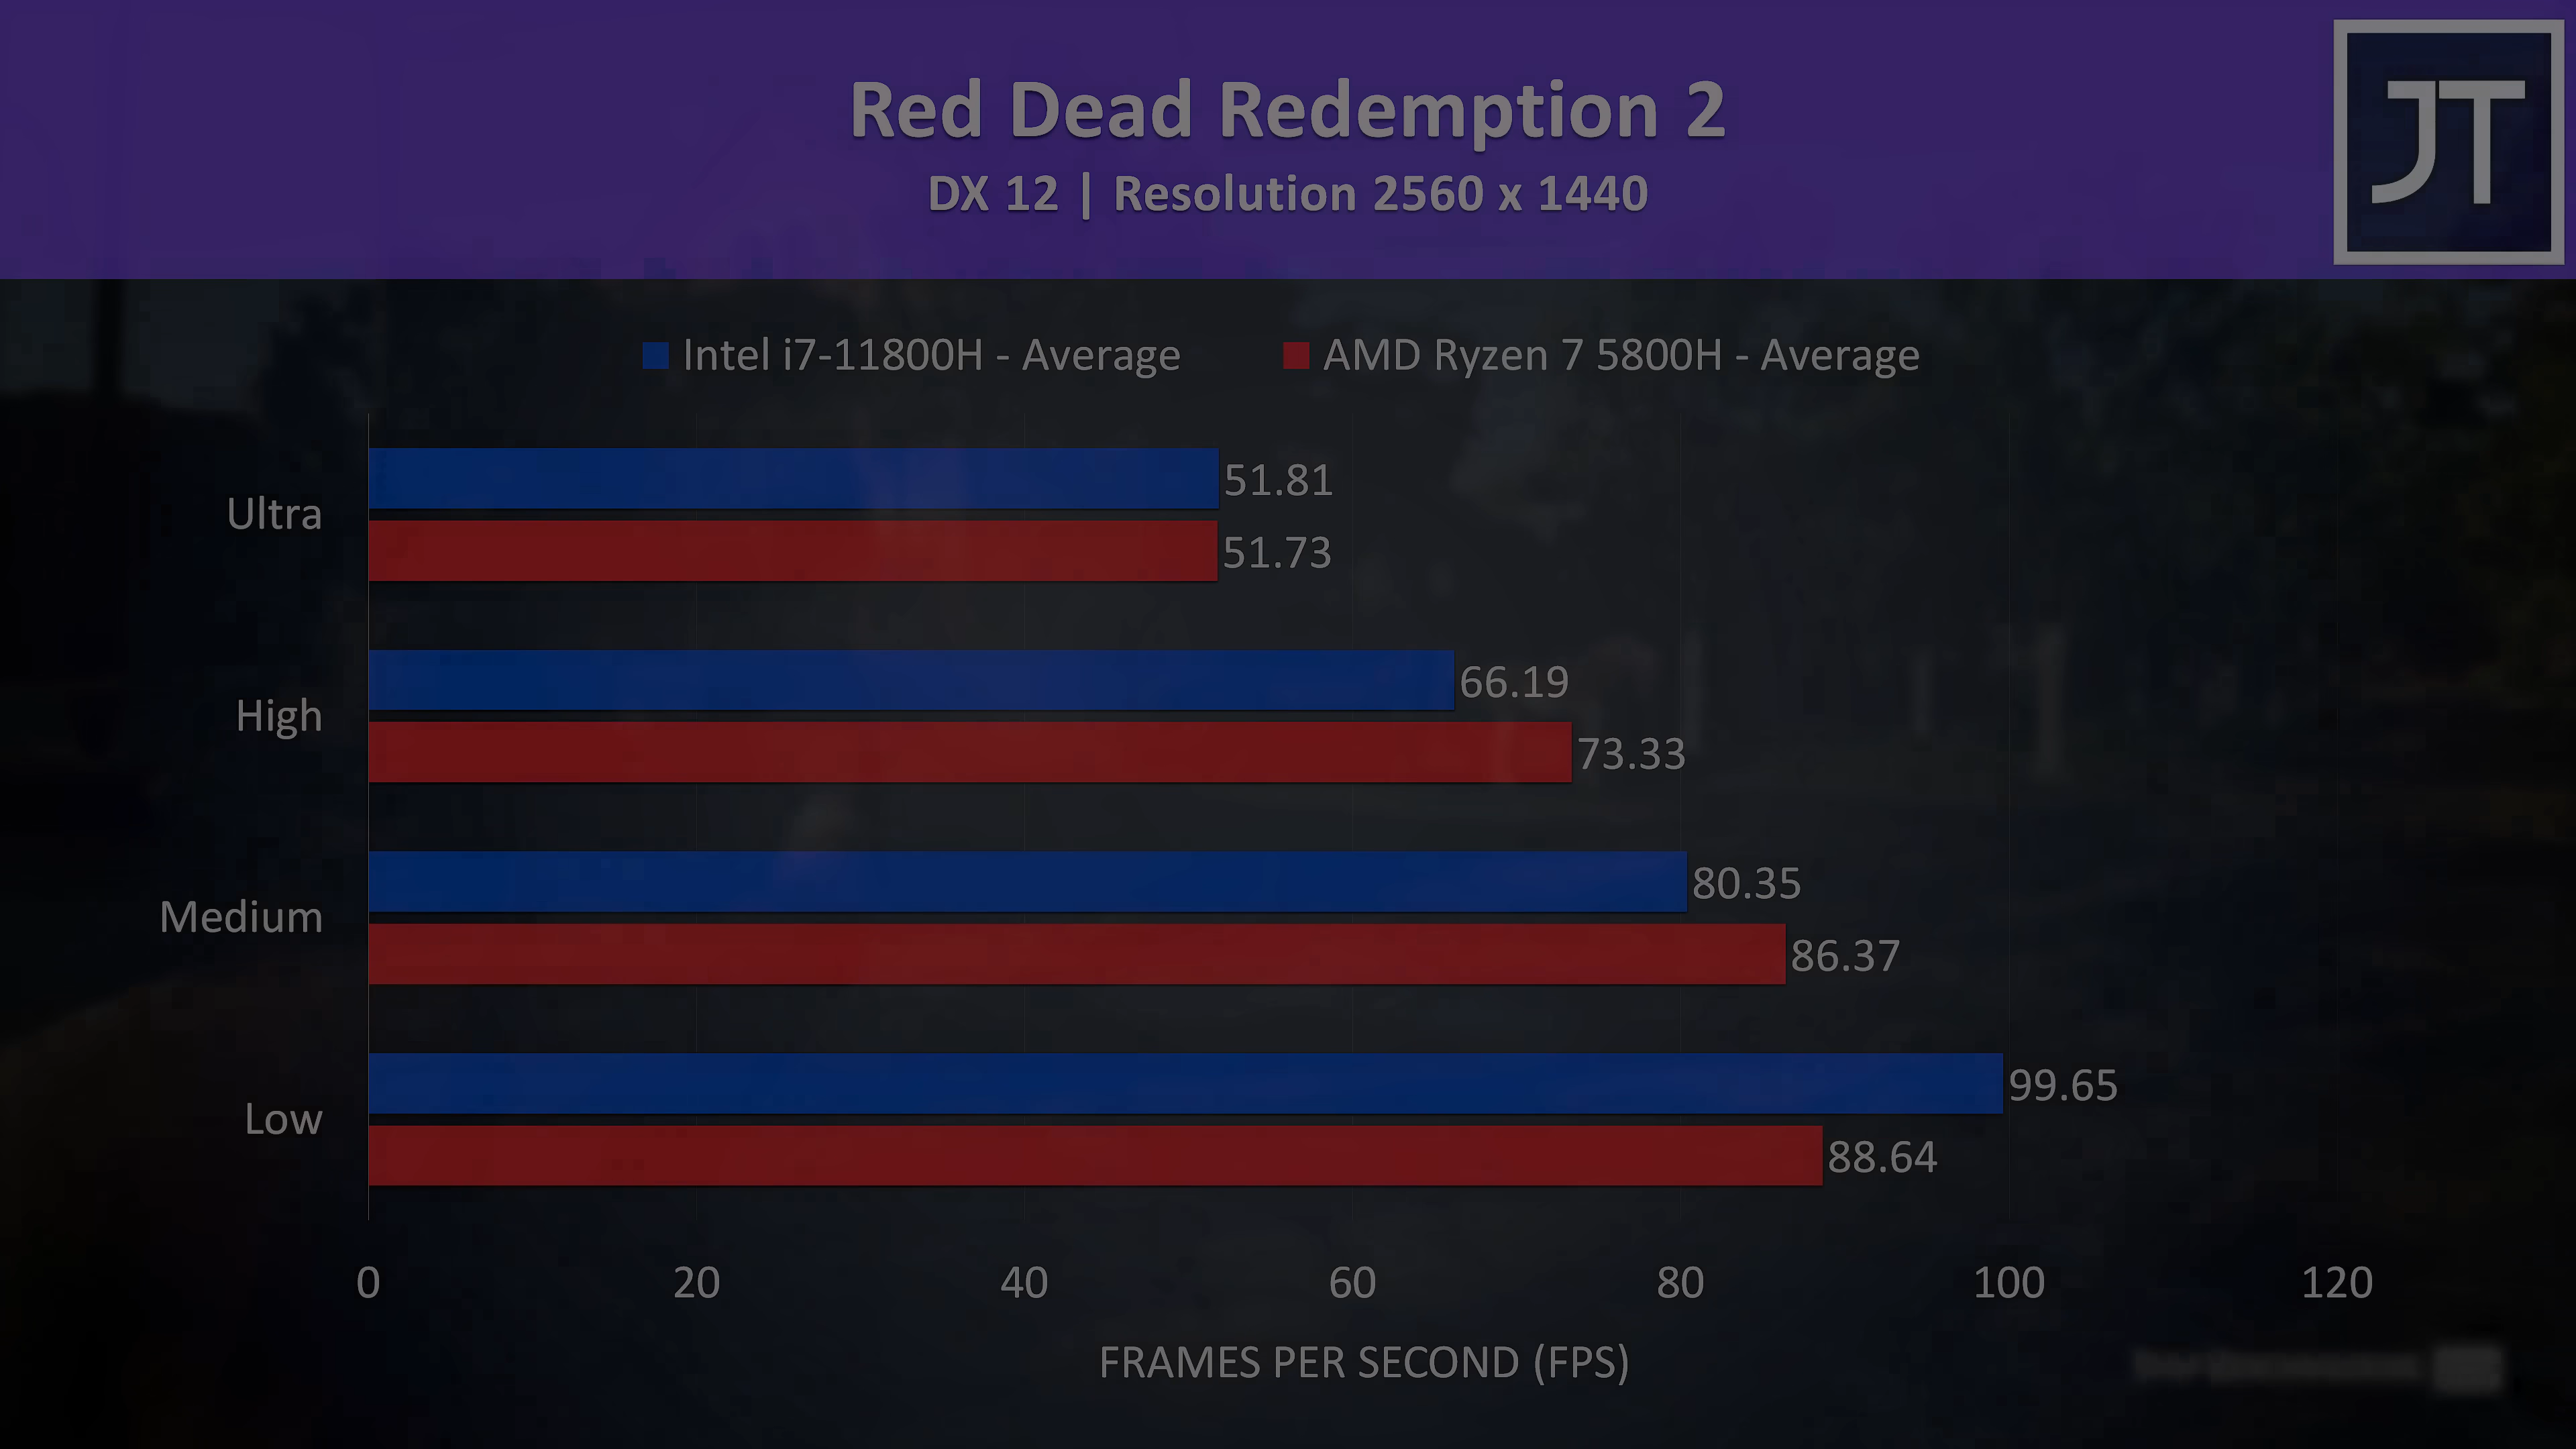 Red Dead Redemption 2
DX 12 | Resolution 2560 x 1440
JT
Intel i7-11800H - Average
AMD Ryzen 7 5800H - Average
Ultra
51.81
51.73
High
66.19
73.33
Medium
80.35
86.37
Low
99.65
88.64
0 20 40 60 80 100 120
FRAMES PER SECOND (FPS)